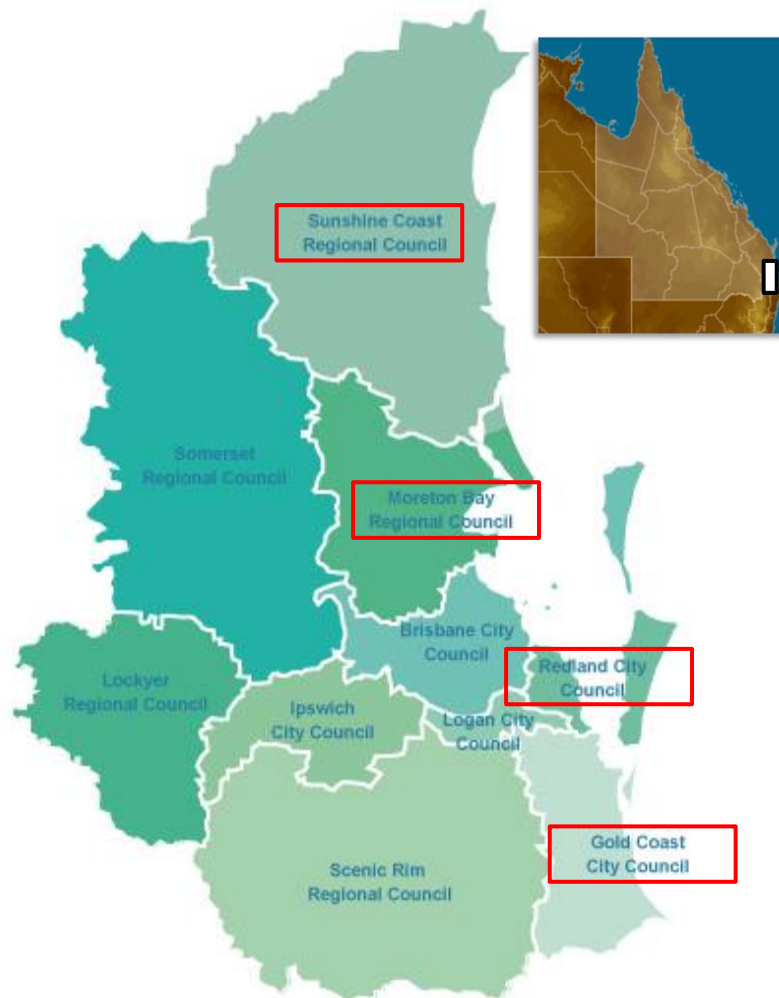 Sunshine Coast
Regional Council
Somerset
Regional Council
Moreton Bay
Regional Council
Brisbane City
Council
Redland City
Council
Lockyer
Regional Council
Ipswich
City Council
Logan City
Council
Gold Coast
City Council
Scenic Rim
Regional Council